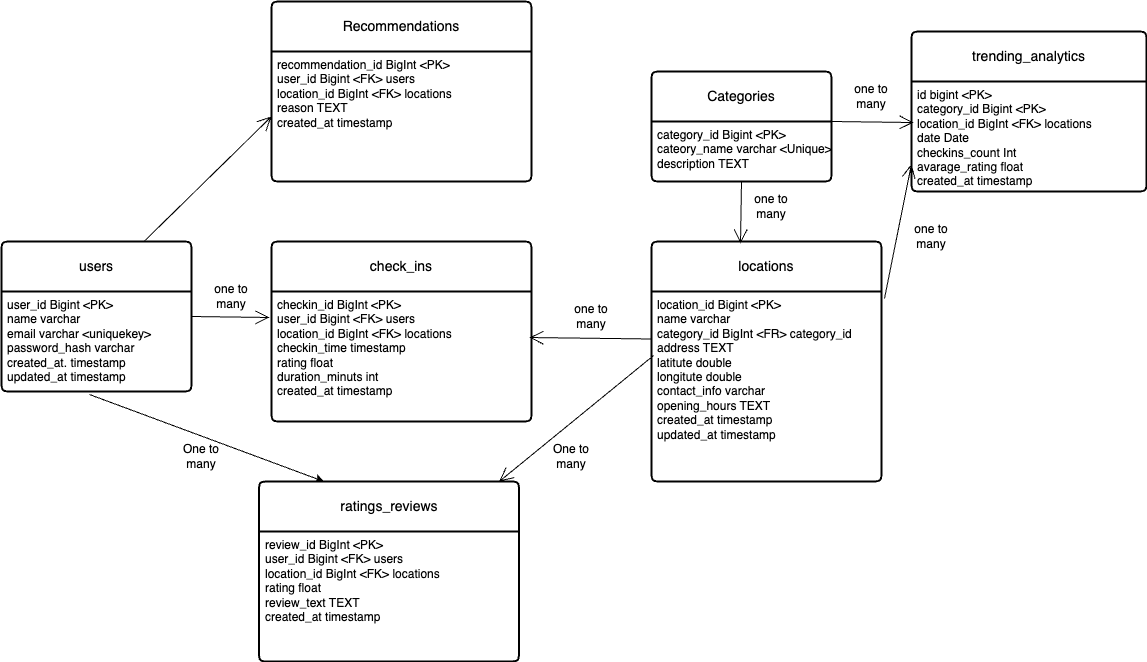 Recommendations
recommendation_id BigInt <PK>
user_id Bigint <FK> users
location_id BigInt <FK> locations
reason TEXT
created_at timestamp
Categories
category_id Bigint <PK>
cateory_name varchar <Unique>
description TEXT
one to
many
trending_analytics
id bigint <PK>
category_id Bigint <PK>
location_id BigInt <FK> locations
date Date
checkins_count Int
avarage_rating float
created_at timestamp
one to
many
one to
many
users
user_id Bigint <PK>
name varchar
email varchar <uniquekey>
password_hash varchar
created_at. timestamp
updated_at timestamp
one to
many
check_ins
checkin_id BigInt <PK>
user_id Bigint <FK> users
location_id BigInt <FK> locations
checkin_time timestamp
rating float
duration_minuts int
created_at timestamp
one to
many
locations
location_id Bigint <PK>
name varchar
category_id BigInt <FR> category_id
address TEXT
latitute double
longitute double
contact_info varchar
opening_hours TEXT
created_at timestamp
updated_at timestamp
One to
many
One to
many
ratings_reviews
review_id BigInt <PK>
user_id Bigint <FK> users
location_id BigInt <FK> locations
rating float
review_text TEXT
created_at timestamp